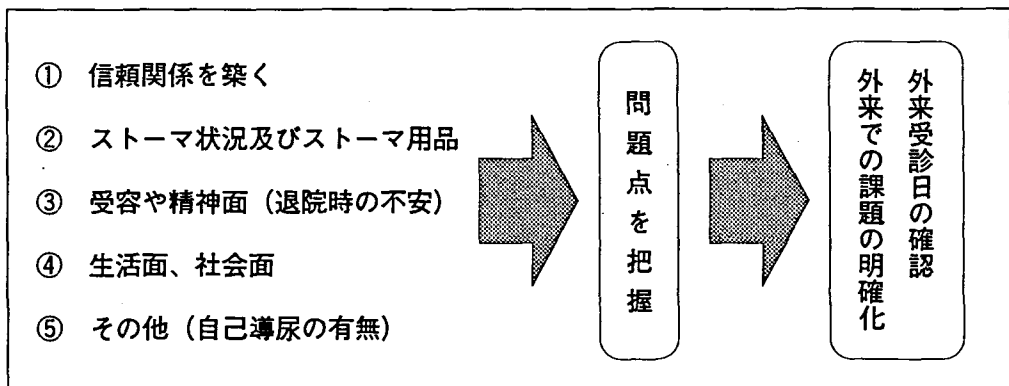 ① 信頼関係を築く
② ストーマ状況及びストーマ用品
③ 受容や精神面（退院時の不安）
④ 生活面、社会面
⑤ その他（自己導尿の有無）
問題点を把握
外来受診日の確認
外来での課題の明確化